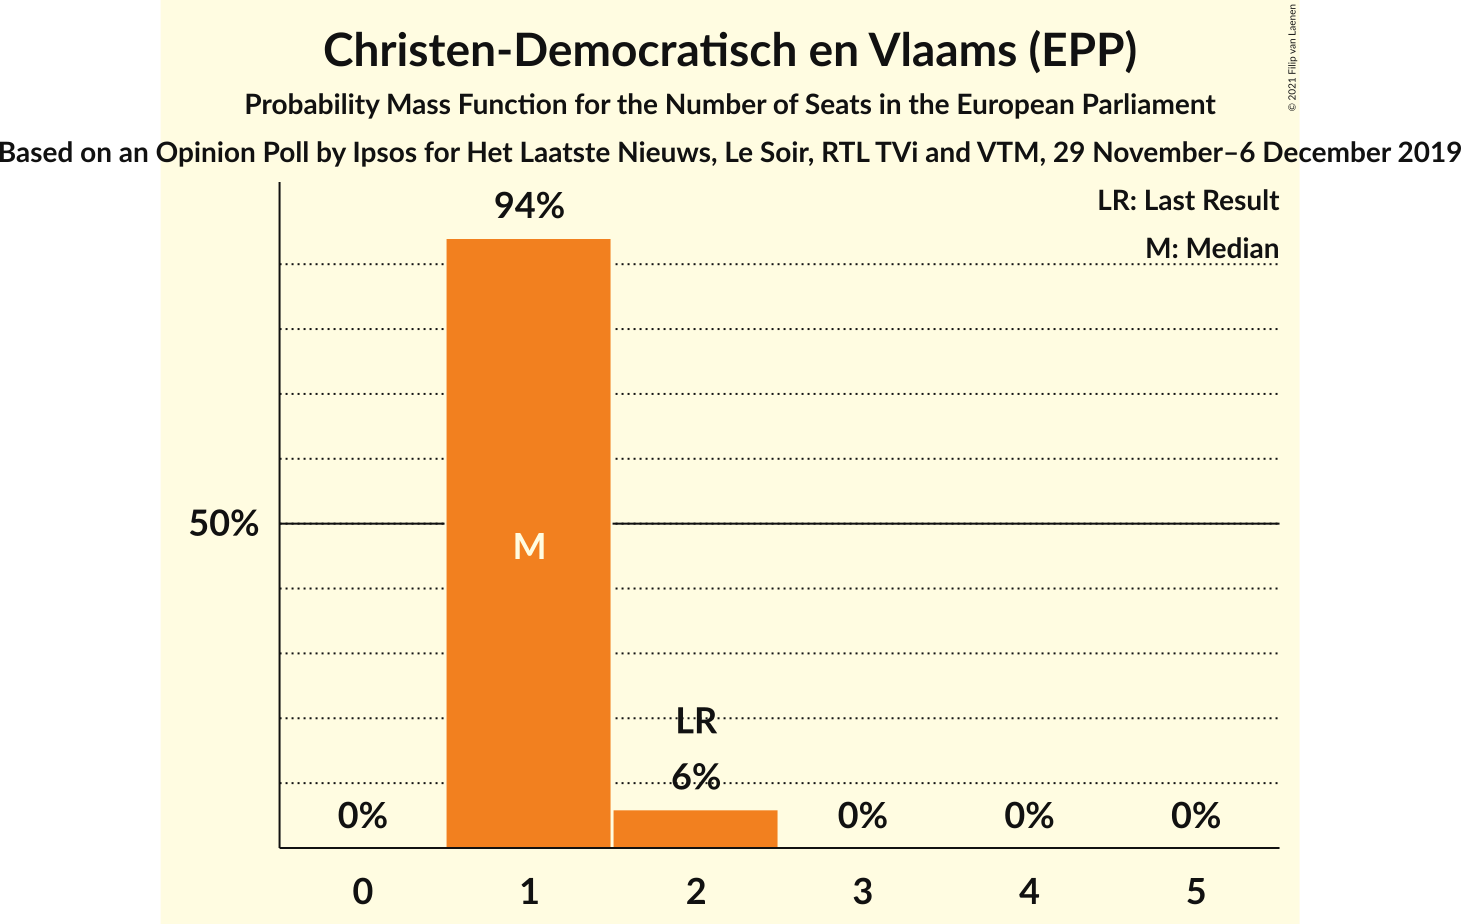 Christen-Democratisch en Vlaams (EPP)
Probability Mass Function for the Number of Seats in the European Parliament
Based on an Opinion Poll by Ipsos for Het Laatste Nieuws, Le Soir, RTL TVi and VTM, 29 November–6 December 2019
© 2021 Filip van Laenen
LR: Last Result
M: Median
94%
50%
M
LR
6%
0%
0%
0%
0%
0 1 2 3 4 5